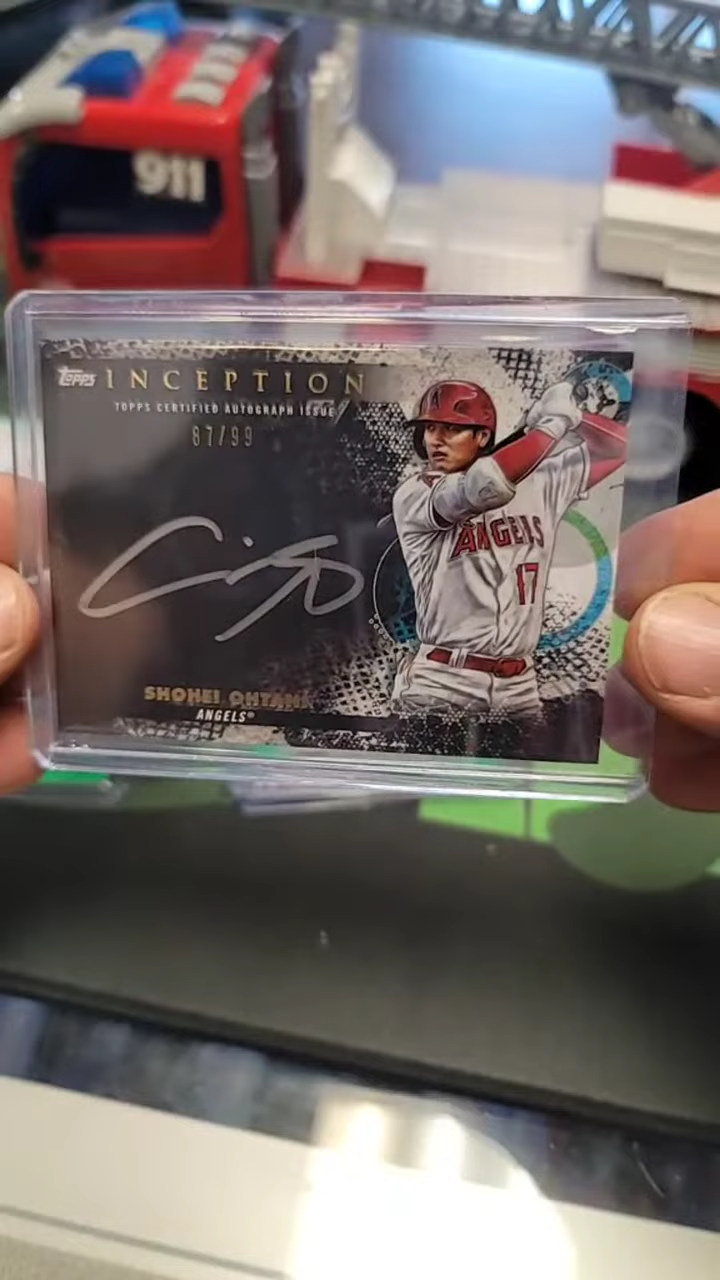 911
Topps INCEPTION
TOPPS CERTIFIED AUTOGRAPH ISSUE
87/99
ANGELS
17
SHOHEI OHTANI
ANGELS®